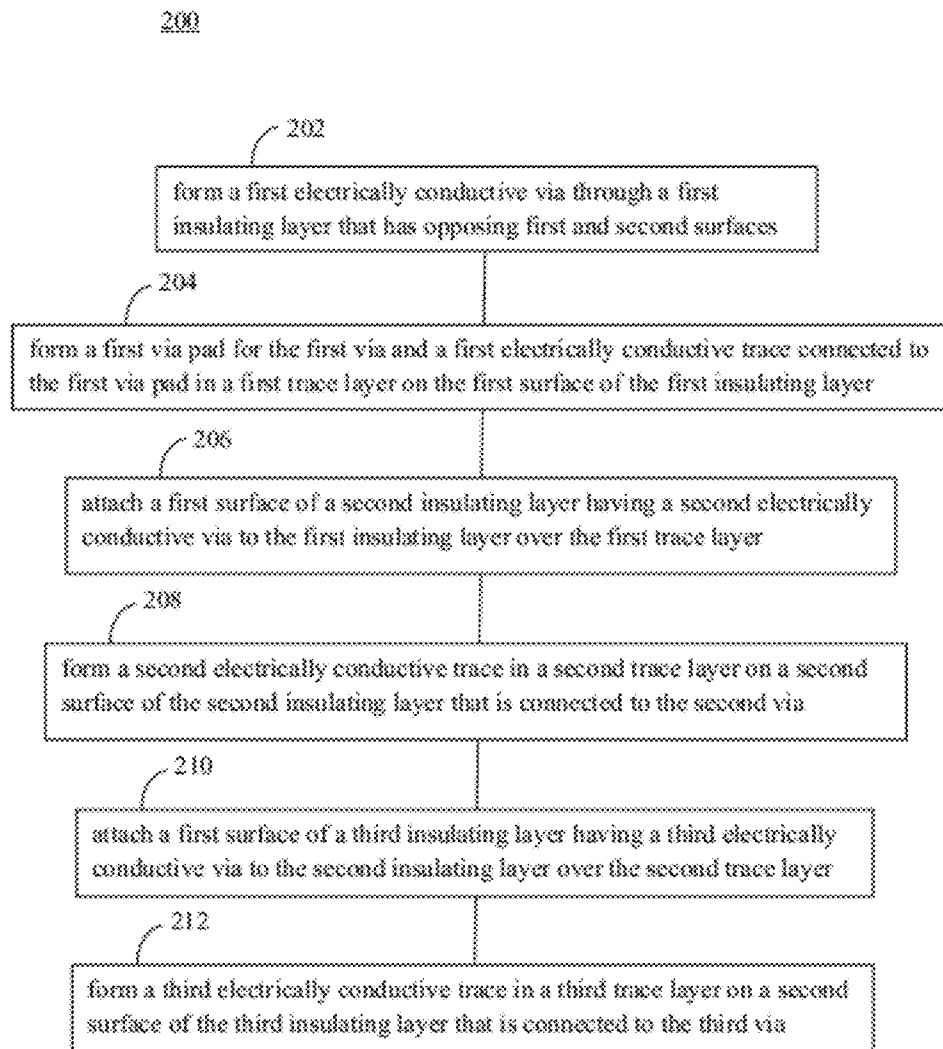 200
202
form a first electrically conductive via through a first
insulating layer that has opposing first and second surfaces
204
form a first via pad for the first via and a first electrically conductive trace connected to
the first via pad in a first trace layer on the first surface of the first insulating layer
206
attach a first surface of a second insulating layer having a second electrically
conductive via to the first insulating layer over the first trace layer
208
form a second electrically conductive trace in a second trace layer on a second
surface of the second insulating layer that is connected to the second via
210
attach a first surface of a third insulating layer having a third electrically
conductive via to the second insulating layer over the second trace layer
212
form a third electrically conductive trace in a third trace layer on a second
surface of the third insulating layer that is connected to the third via